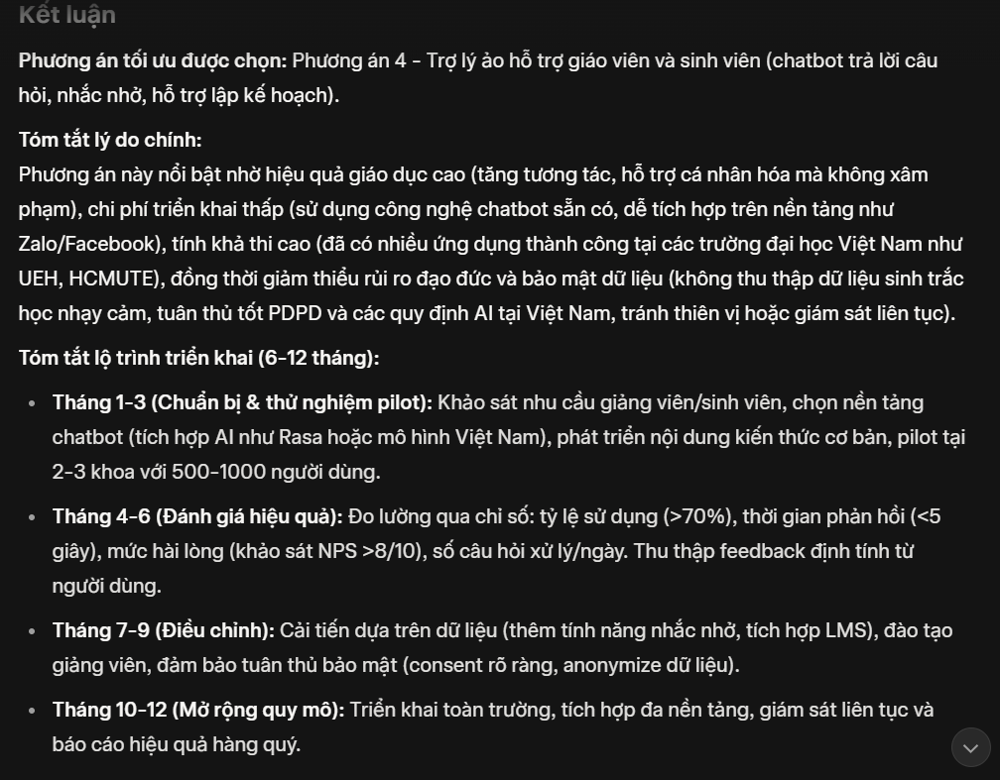 Kết luận
Phương án tối ưu được chọn: Phương án 4 - Trợ lý ảo hỗ trợ giáo viên và sinh viên (chatbot trả lời câu
hỏi, nhắc nhở, hỗ trợ lập kế hoạch).
Tóm tắt lý do chính:
Phương án này nổi bật nhờ hiệu quả giáo dục cao (tăng tương tác, hỗ trợ cá nhân hóa mà không xâm
phạm), chi phí triển khai thấp (sử dụng công nghệ chatbot sẵn có, dễ tích hợp trên nền tảng như
Zalo/Facebook), tính khả thi cao (đã có nhiều ứng dụng thành công tại các trường đại học Việt Nam như
UEH, HCMUTE), đồng thời giảm thiểu rủi ro đạo đức và bảo mật dữ liệu (không thu thập dữ liệu sinh trắc
học nhạy cảm, tuân thủ tốt PDPD và các quy định AI tại Việt Nam, tránh thiên vị hoặc giám sát liên tục).
Tóm tắt lộ trình triển khai (6-12 tháng):
• Tháng 1-3 (Chuẩn bị & thử nghiệm pilot): Khảo sát nhu cầu giảng viên/sinh viên, chọn nền tảng
chatbot (tích hợp AI như Rasa hoặc mô hình Việt Nam), phát triển nội dung kiến thức cơ bản, pilot tại
2-3 khoa với 500-1000 người dùng.
• Tháng 4-6 (Đánh giá hiệu quả): Đo lường qua chỉ số: tỷ lệ sử dụng (>70%), thời gian phản hồi (<5
giây), mức hài lòng (khảo sát NPS >8/10), số câu hỏi xử lý/ngày. Thu thập feedback định tính từ
người dùng.
• Tháng 7-9 (Điều chỉnh): Cải tiến dựa trên dữ liệu (thêm tính năng nhắc nhở, tích hợp LMS), đào tạo
giảng viên, đảm bảo tuân thủ bảo mật (consent rõ ràng, anonymize dữ liệu).
• Tháng 10-12 (Mở rộng quy mô): Triển khai toàn trường, tích hợp đa nền tảng, giám sát liên tục và
báo cáo hiệu quả hàng quý.